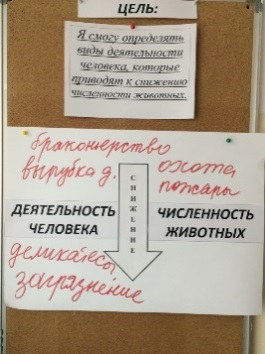 ЦЕЛЬ:
Я смогу определять
виды деятельности
человека, которые
приводят к снижению
численности животных.
браконерство
вырубка д.
охота
пожары
СНИЖЕНИЕ
ДЕЯТЕЛЬНОСТЬ
ЧЕЛОВЕКА
ЧИСЛЕННОСТЬ
ЖИВОТНЫХ
деликатесы
загрязнение